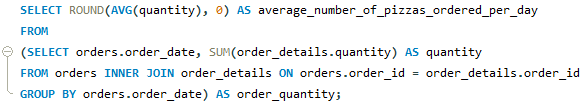 SELECT ROUND(AVG(quantity), 0) AS average_number_of_pizzas_ordered_per_day
FROM
(SELECT orders.order_date, SUM(order_details.quantity) AS quantity
FROM orders INNER JOIN order_details ON orders.order_id = order_details.order_id
GROUP BY orders.order_date) AS order_quantity;